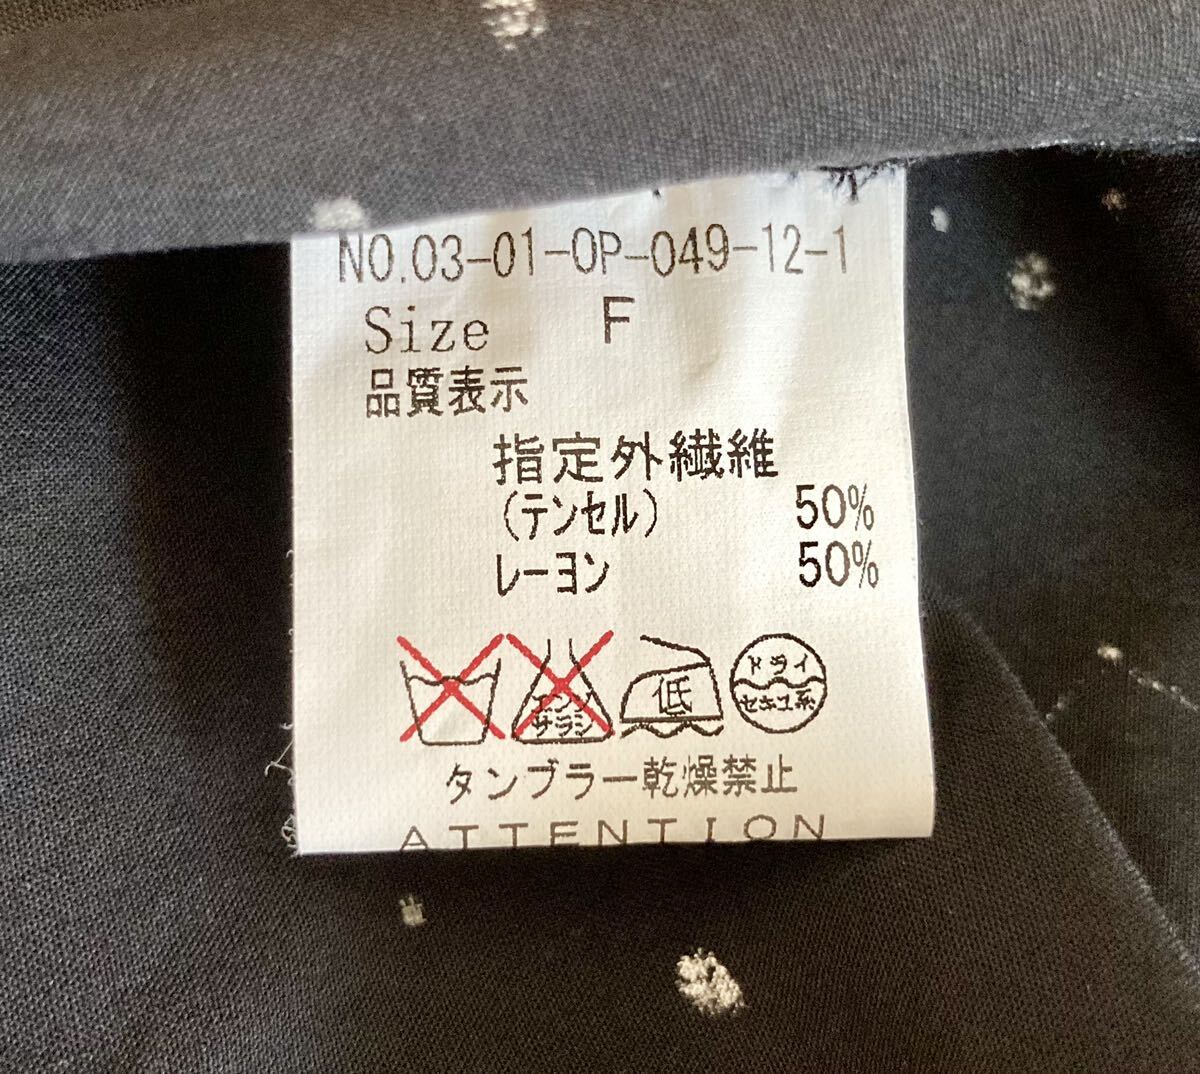 NO.03-01-OP-049-12-1
Size F
品質表示
指定外繊維
(テンセル) 50%
レーヨン 50%
エンソ
サラシ
低
ドライ
セキユ系
タンブラー乾燥禁止
ATTENTION